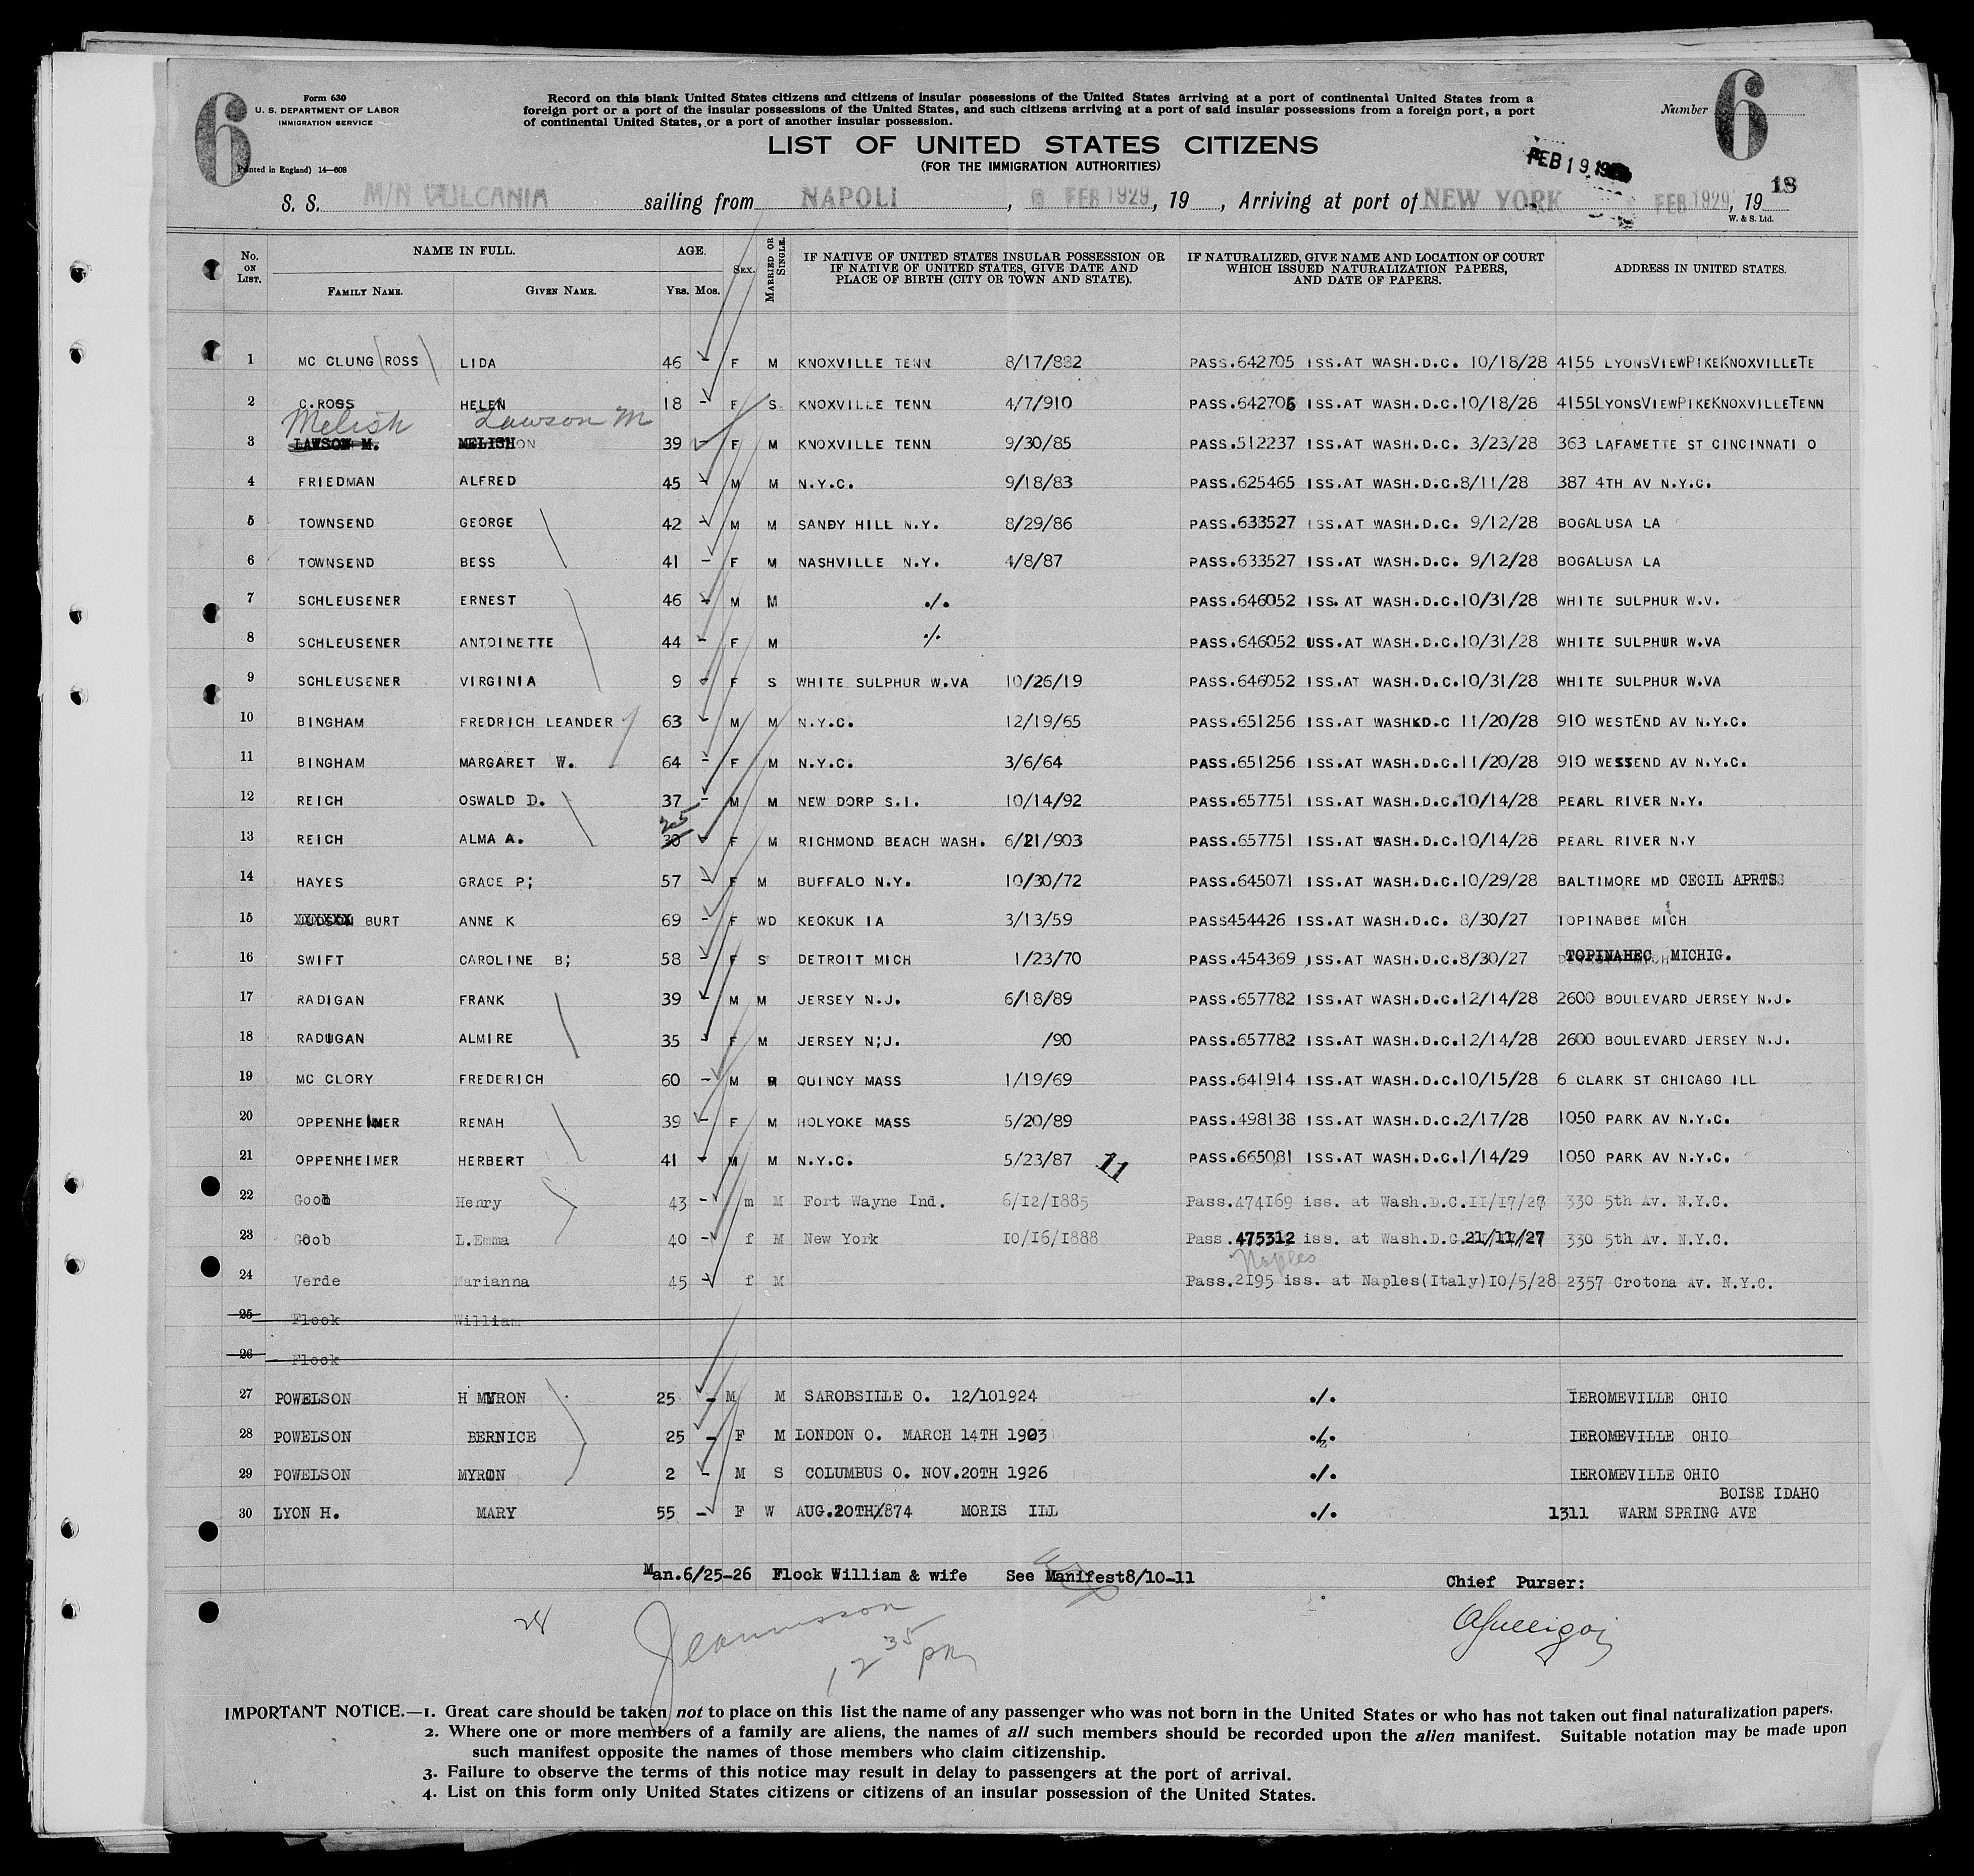 6
Form 630
U. S. DEPARTMENT OF LABOR
IMMIGRATION SERVICE
(Printed in England) 14—608
Record on this blank United States citizens and citizens of insular possessions of the United States arriving at a port of continental United States from a
foreign port or a port of the insular possessions of the United States, and such citizens arriving at a port of said insular possessions from a foreign port, a port
of continental United States, or a port of another insular possession.
Number 6
LIST OF UNITED STATES CITIZENS
(FOR THE IMMIGRATION AUTHORITIES)
FEB 19
S. S. M/N VULCANIA sailing from NAPOLI, FEB 1929, 19 , Arriving at port of NEW YORK FEB 1929, 19 18
W. & S. Ltd.
No. ON LIST. NAME IN FULL. FAMILY NAME. GIVEN NAME. AGE. YRS. MOS. SEX. MARRIED OR SINGLE. IF NATIVE OF UNITED STATES INSULAR POSSESSION OR IF NATIVE OF UNITED STATES, GIVE DATE AND PLACE OF BIRTH (CITY OR TOWN AND STATE). IF NATURALIZED, GIVE NAME AND LOCATION OF COURT WHICH ISSUED NATURALIZATION PAPERS, AND DATE OF PAPERS. ADDRESS IN UNITED STATES.
1 MC CLUNG (ROSS) LIDA 46 - F M KNOXVILLE TENN 8/17/882 PASS.642705 ISS.AT WASH.D.C. 10/18/28 4155 LYONSVIEWPIKEKNOXVILLETE
2 C.ROSS HELEN 18 - F S KNOXVILLE TENN 4/7/910 PASS.642706 ISS.AT WASH.D.C.10/18/28 4155LYONSVIEWPIKEKNOXVILLETENN
Melish Lawson M
3 LAWSON M. MELISH 39 - F M KNOXVILLE TENN 9/30/85 PASS.512237 ISS.AT WASH.D.C. 3/23/28 363 LAFAMETTE ST CINCINNATI O
4 FRIEDMAN ALFRED 45 - M M N.Y.C. 9/18/83 PASS.625465 ISS.AT WASH.D.C.8/11/28 387 4TH AV N.Y.C.
5 TOWNSEND GEORGE 42 - M M SANDY HILL N.Y. 8/29/86 PASS.633527 ISS.AT WASH.D.C. 9/12/28 BOGALUSA LA
6 TOWNSEND BESS 41 - F M NASHVILLE N.Y. 4/8/87 PASS.633527 ISS.AT WASH.D.C. 9/12/28 BOGALUSA LA
7 SCHLEUSENER ERNEST 46 - M M ./. PASS.646052 ISS.AT WASH.D.C.10/31/28 WHITE SULPHUR W.V.
8 SCHLEUSENER ANTOINETTE 44 - F M ./. PASS.646052 USS.AT WASH.D.C.10/31/28 WHITE SULPHUR W.VA
9 SCHLEUSENER VIRGINIA 9 - F S WHITE SULPHUR W.VA 10/26/19 PASS.646052 ISS.AT WASH.D.C.10/31/28 WHITE SULPHUR W.VA
10 BINGHAM FREDRICH LEANDER 63 - M M N.Y.C. 12/19/65 PASS.651256 ISS.AT WASHKD.C 11/20/28 910 WESTEND AV N.Y.C.
11 BINGHAM MARGARET W. 64 - F M N.Y.C. 3/6/64 PASS.651256 ISS.AT WASH.D.C.11/20/28 910 WESSEND AV N.Y.C.
12 REICH OSWALD D. 37 - M M NEW DORP S.I. 10/14/92 PASS.657751 ISS.AT WASH.D.C.10/14/28 PEARL RIVER N.Y.
25
13 REICH ALMA A. 30 - F M RICHMOND BEACH WASH. 6/21/903 PASS.657751 ISS.AT WASH.D.C.10/14/28 PEARL RIVER N.Y
14 HAYES GRACE P; 57 - F M BUFFALO N.Y. 10/30/72 PASS.645071 ISS.AT WASH.D.C.10/29/28 BALTIMORE MD CECIL APRTS
15 BURT ANNE K 69 - F WD KEOKUK IA 3/13/59 PASS454426 ISS.AT WASH.D.C. 8/30/27 TOPINABEE MICH
16 SWIFT CAROLINE B; 58 - F S DETROIT MICH 1/23/70 PASS.454369 ISS.AT WASH.D.C.8/30/27 TOPINAHEC MICHIG.
17 RADIGAN FRANK 39 - M M JERSEY N.J. 6/18/89 PASS.657782 ISS.AT WASH.D.C.12/14/28 2600 BOULEVARD JERSEY N.J.
18 RADUGAN ALMIRE 35 - F M JERSEY N;J. /90 PASS.657782 ISS.AT WASH.D.C.12/14/28 2600 BOULEVARD JERSEY N.J.
19 MC CLORY FREDERICH 60 - M QUINCY MASS 1/19/69 PASS.641914 ISS.AT WASH.D.C.10/15/28 6 CLARK ST CHICAGO ILL
20 OPPENHEIMER RENAH 39 - F M HOLYOKE MASS 5/20/89 PASS.498138 ISS.AT WASH.D.C.2/17/28 1050 PARK AV N.Y.C.
21 OPPENHEIMER HERBERT 41 - M M N.Y.C. 5/23/87 11 PASS.665081 ISS.AT WASH.D.C.1/14/29 1050 PARK AV N.Y.C.
22 Goob Henry 43 - m M Fort Wayne Ind. 6/12/1885 Pass.474169 iss. at Wash.D.C.11/17/27 330 5th Av. N.Y.C.
23 Goob L.Emma 40 - f M New York 10/16/1888 Pass.475312 iss. at Wash.D.C.21/11/27 330 5th Av. N.Y.C.
Naples
24 Verde Marianna 45 - f M Pass.2195 iss. at Naples(Italy)10/5/28 2357 Crotona Av. N.Y.C.
25 Flock William
26 Flock
27 POWELSON H MYRON 25 - M M SAROBSIILE O. 12/101924 ./. IEROMEVILLE OHIO
28 POWELSON BERNICE 25 - F M LONDON O. MARCH 14TH 1903 ./. IEROMEVILLE OHIO
29 POWELSON MYRON 2 - M S COLUMBUS O. NOV.20TH 1926 ./. IEROMEVILLE OHIO
BOISE IDAHO
30 LYON H. MARY 55 - F W AUG.20TH/874 MORIS ILL ./. 1311 WARM SPRING AVE
Man.6/25-26 Flock William & wife See Manifest8/10-11
Chief Purser:
28
12 35 pm
IMPORTANT NOTICE.—1. Great care should be taken not to place on this list the name of any passenger who was not born in the United States or who has not taken out final naturalization papers.
2. Where one or more members of a family are aliens, the names of all such members should be recorded upon the alien manifest. Suitable notation may be made upon
such manifest opposite the names of those members who claim citizenship.
3. Failure to observe the terms of this notice may result in delay to passengers at the port of arrival.
4. List on this form only United States citizens or citizens of an insular possession of the United States.